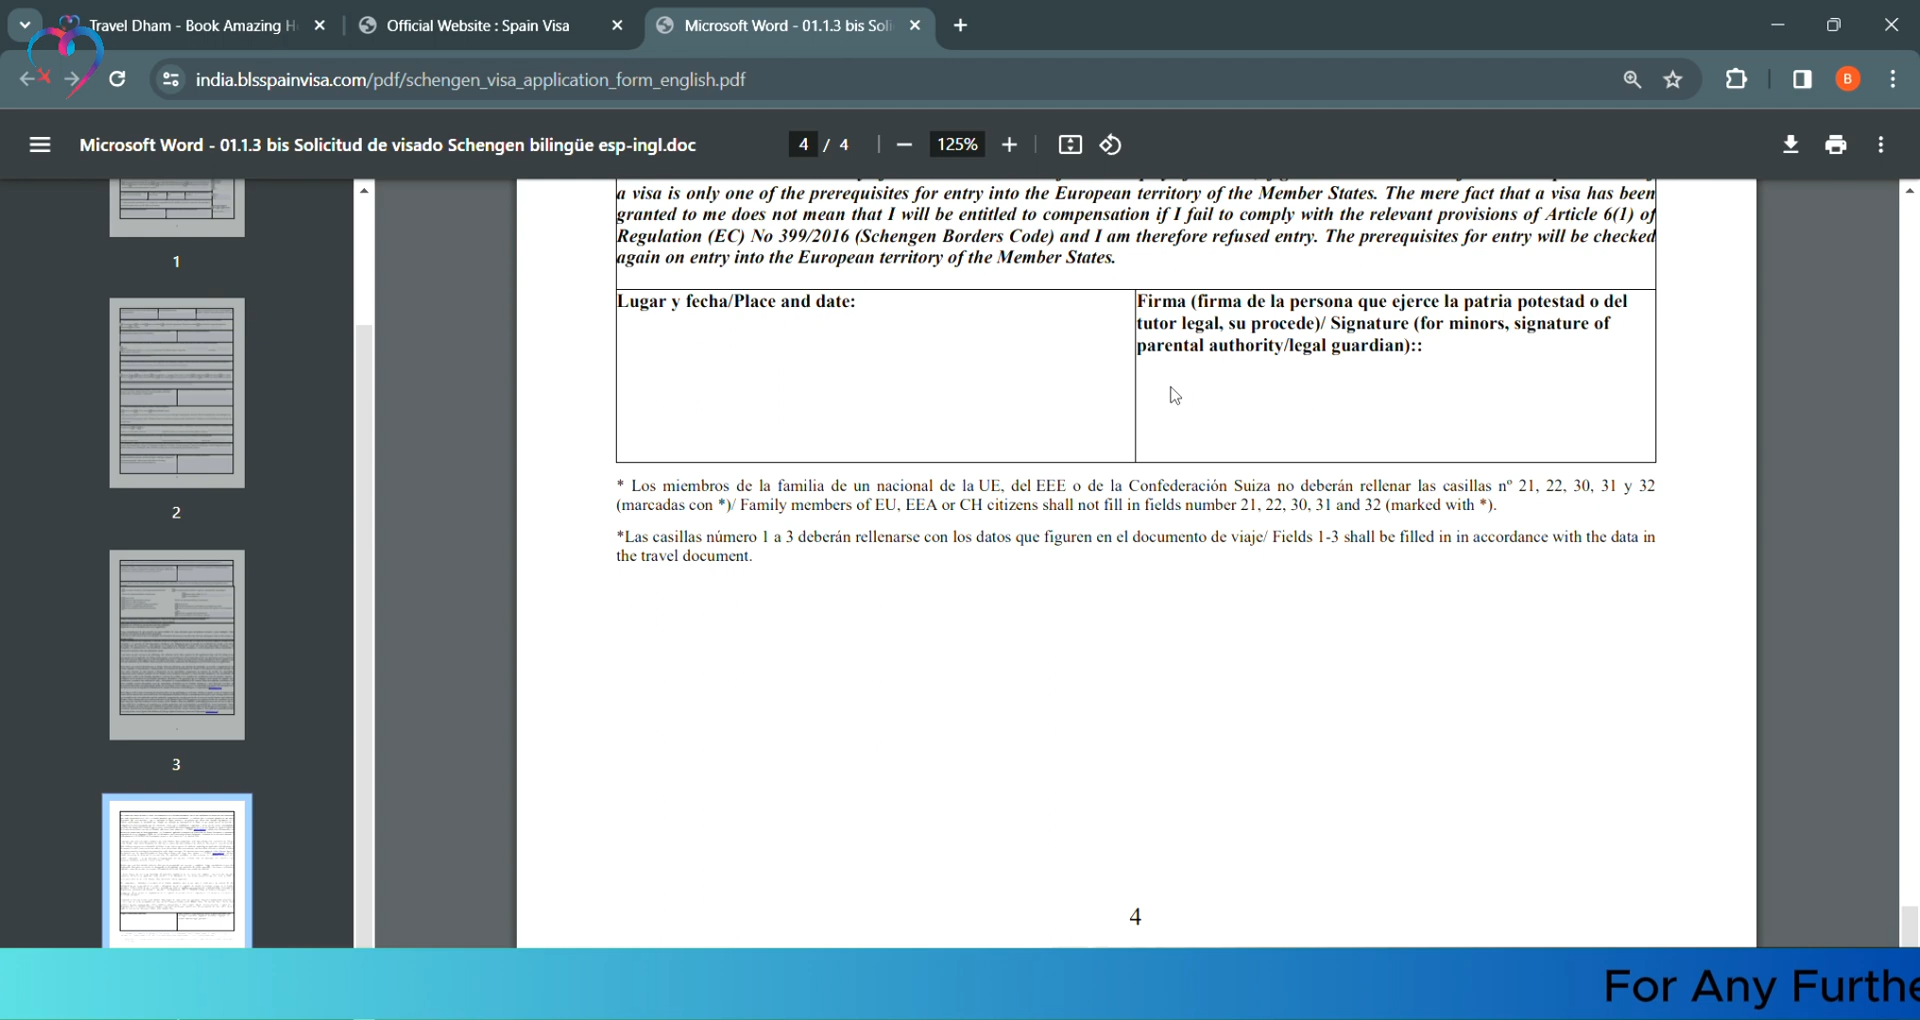 Travel Dham - Book Amazing H
Official Website : Spain Visa
Microsoft Word - 01.1.3 bis Soli
india.blsspainvisa.com/pdf/schengen_visa_application_form_english.pdf
B
Microsoft Word - 01.1.3 bis Solicitud de visado Schengen bilingüe esp-ingl.doc
4 / 4
125%
1
2
3
a visa is only one of the prerequisites for entry into the European territory of the Member States. The mere fact that a visa has been
granted to me does not mean that I will be entitled to compensation if I fail to comply with the relevant provisions of Article 6(1) of
Regulation (EC) No 399/2016 (Schengen Borders Code) and I am therefore refused entry. The prerequisites for entry will be checked
again on entry into the European territory of the Member States.
Lugar y fecha/Place and date:
Firma (firma de la persona que ejerce la patria potestad o del
tutor legal, su procede)/ Signature (for minors, signature of
parental authority/legal guardian)::
* Los miembros de la familia de un nacional de la UE, del EEE o de la Confederación Suiza no deberán rellenar las casillas nº 21, 22, 30, 31 y 32
(marcadas con *)/ Family members of EU, EEA or CH citizens shall not fill in fields number 21, 22, 30, 31 and 32 (marked with *).
*Las casillas número 1 a 3 deberán rellenarse con los datos que figuren en el documento de viaje/ Fields 1-3 shall be filled in in accordance with the data in
the travel document.
4
For Any Furthe